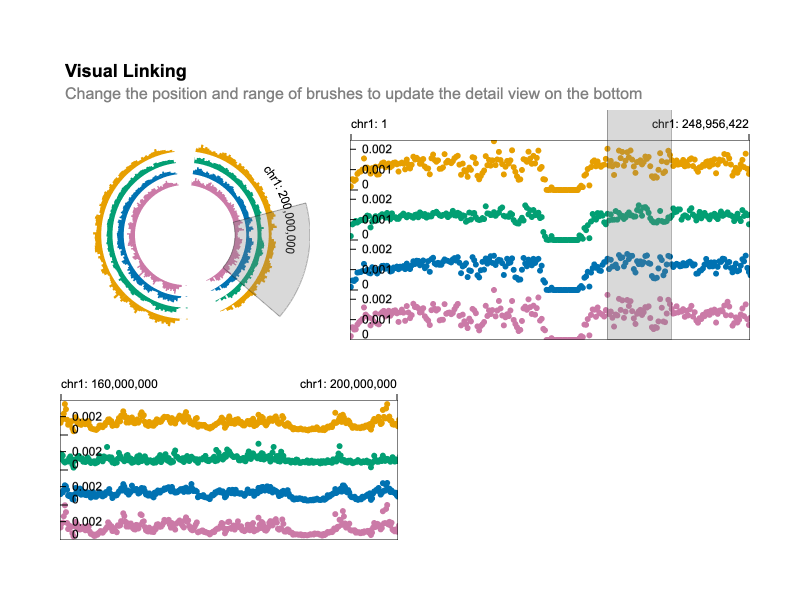 Visual Linking
Change the position and range of brushes to update the detail view on the bottom
chr1: 200,000,000
chr1: 1
chr1: 248,956,422
0.002
0.001
0
0.002
0.001
0
0.002
0.001
0
0.002
0.001
0
chr1: 160,000,000
chr1: 200,000,000
0.002
0
0.002
0
0.002
0
0.002
0